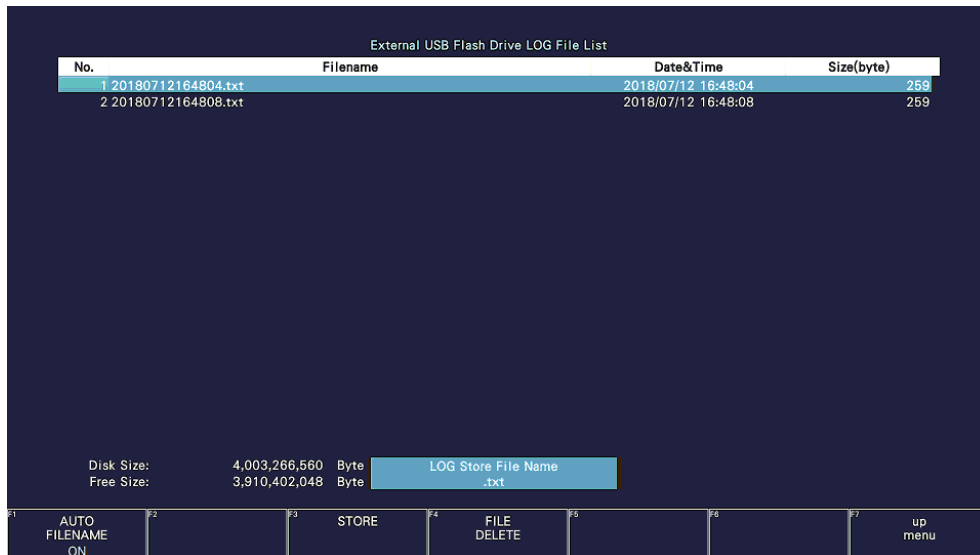 External USB Flash Drive LOG File List
No. Filename Date&Time Size(byte)
1 20180712164804.txt 2018/07/12 16:48:04 259
2 20180712164808.txt 2018/07/12 16:48:08 259
Disk Size: 4,003,266,560 Byte
Free Size: 3,910,402,048 Byte
LOG Store File Name
.txt
F1 AUTO
FILENAME
ON
F2
F3 STORE
F4 FILE
DELETE
F5
F6
F7 up
menu